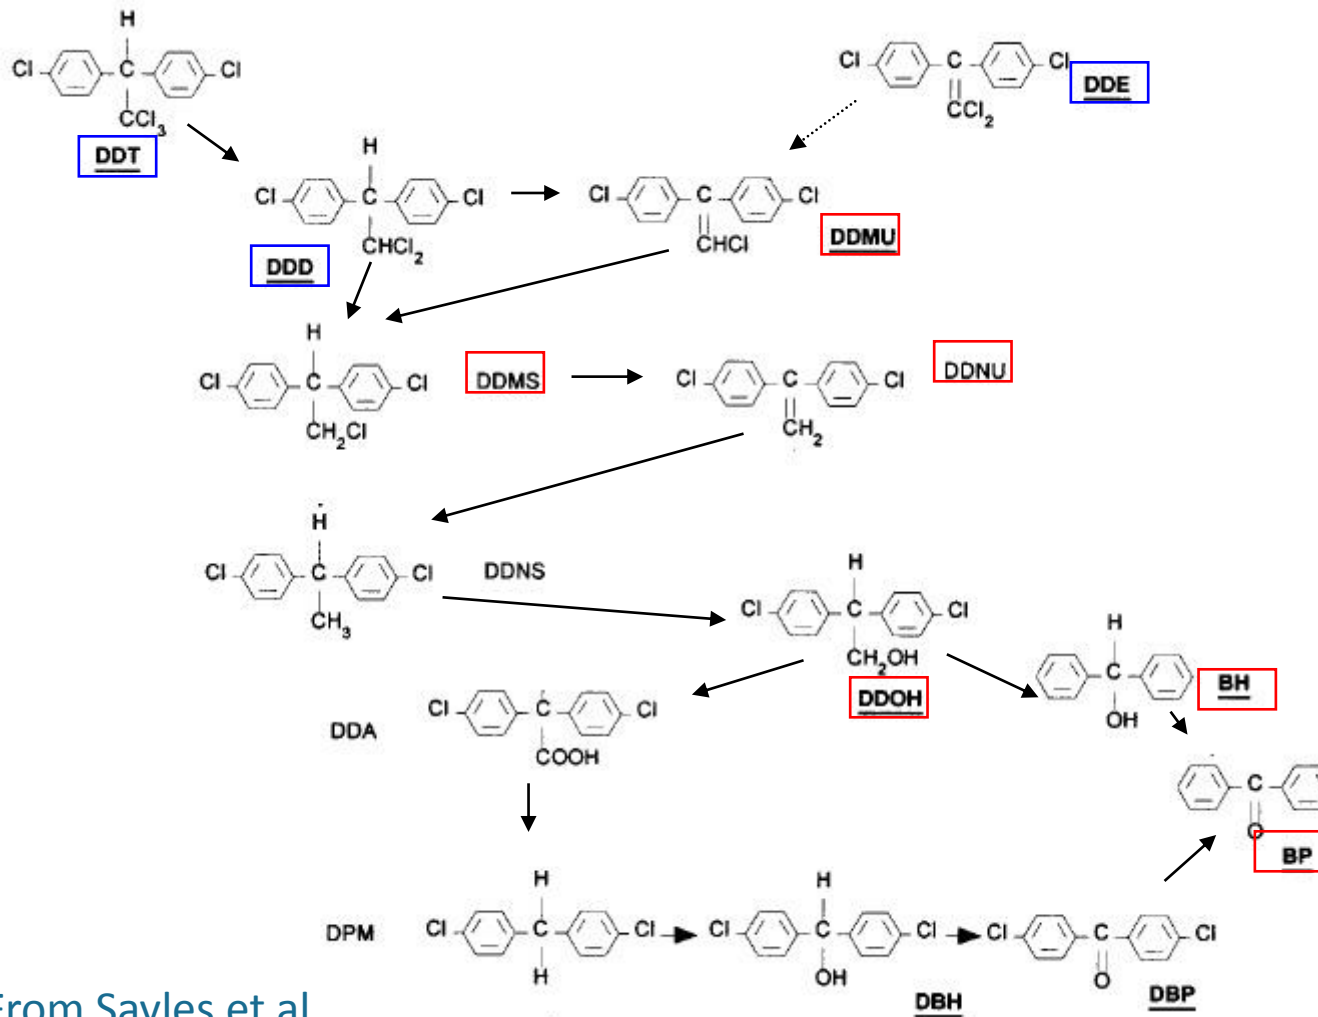 H
Cl C Cl
CCl3
DDT
Cl C Cl
CCl2
DDE
H
Cl C Cl
CHCl2
DDD
Cl C Cl
CHCl
DDMU
H
Cl C Cl
CH2Cl
DDMS
Cl C Cl
CH2
DDNU
H
Cl C Cl
CH3
DDNS
H
Cl C Cl
CH2OH
DDOH
H
C
OH
BH
DDA
Cl C Cl
COOH
C
O
BP
H
DPM Cl C Cl
H
H
Cl C Cl
OH
DBH
Cl C Cl
O
DBP
From Sayles et al